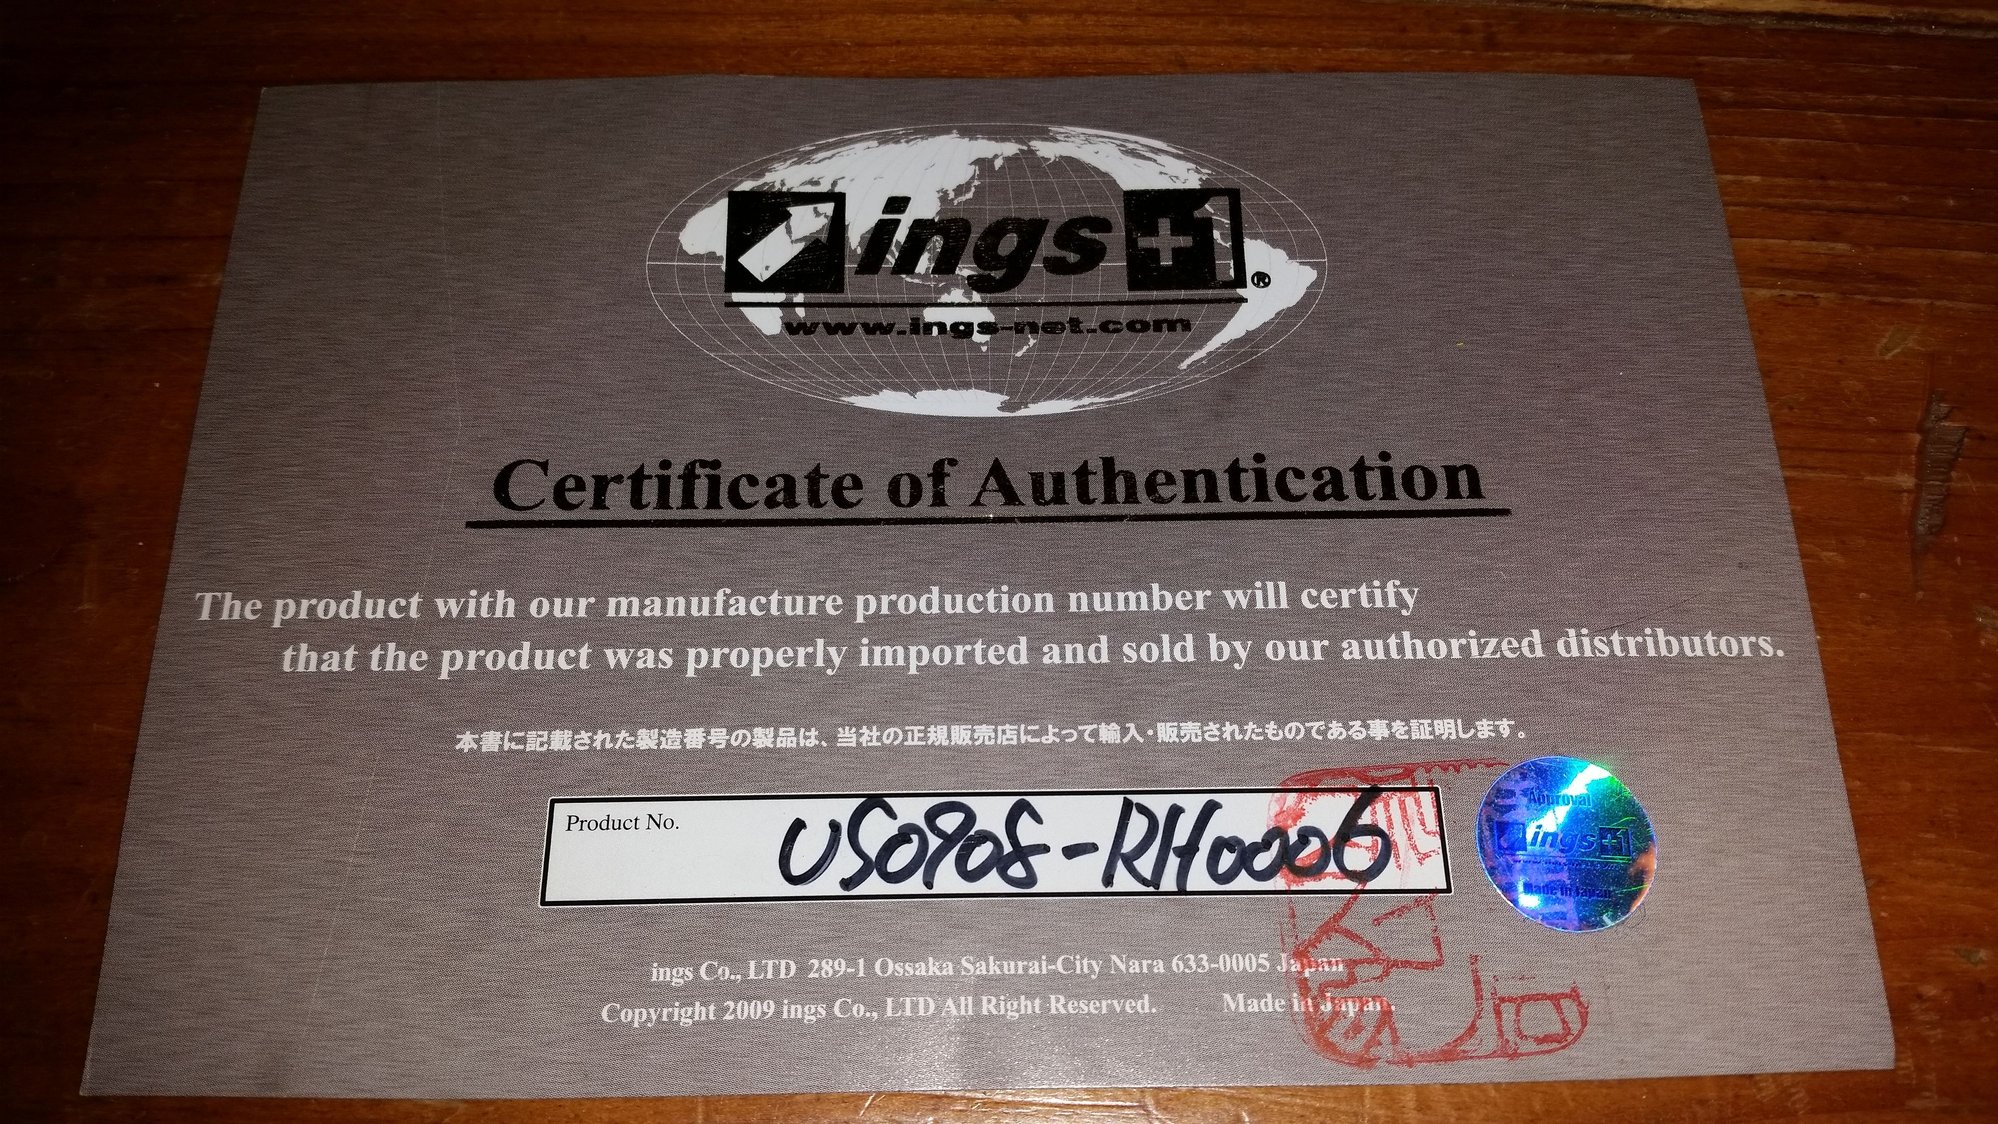 ings+1®
www.ings-net.com
Certificate of Authentication
The product with our manufacture production number will certify
that the product was properly imported and sold by our authorized distributors.
本書に記載された製造番号の製品は、当社の正規販売店によって輸入・販売されたものである事を証明します。
Product No. US0908-RH0006
Approval
ings+1
Made in Japan
ings Co., LTD 289-1 Ossaka Sakurai-City Nara 633-0005 Japan
Copyright 2009 ings Co., LTD All Right Reserved. Made in Japan.